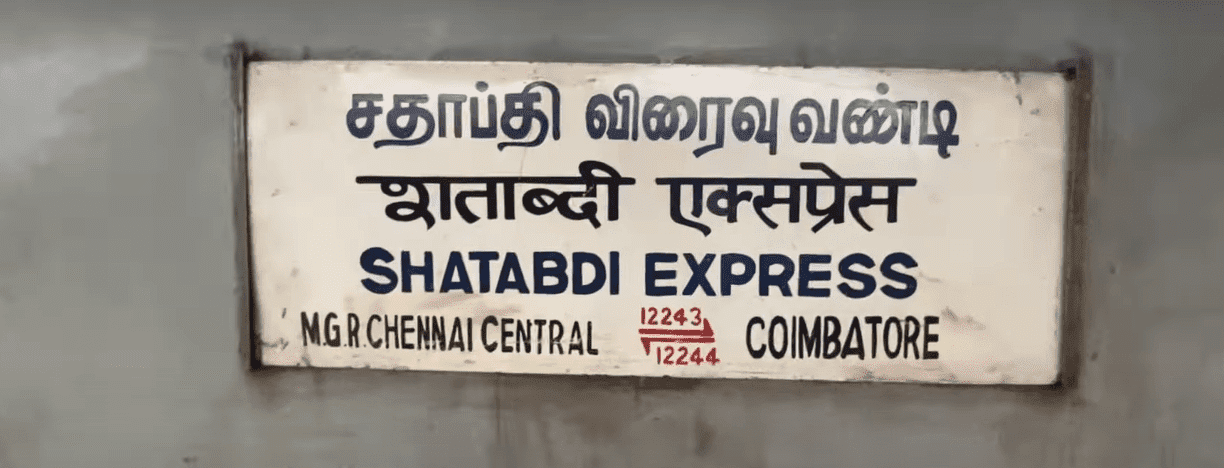 சதாப்தி விரைவு வண்டி
शताब्दी एक्सप्रेस
SHATABDI EXPRESS
M.G.R.CHENNAI CENTRAL 12243 COIMBATORE
12244